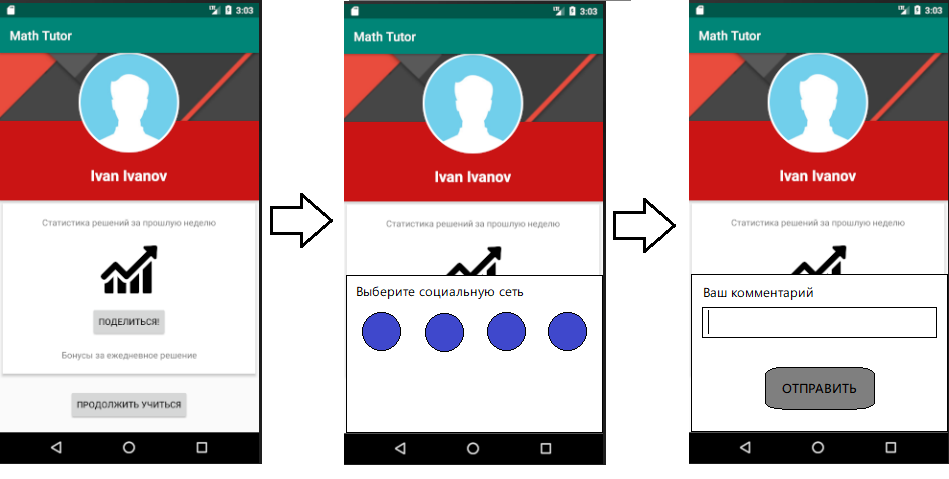 3:03
Math Tutor
Ivan Ivanov
Статистика решений за прошлую неделю
ПОДЕЛИТЬСЯ!
Бонусы за ежедневное решение
ПРОДОЛЖИТЬ УЧИТЬСЯ
3:03
Math Tutor
Ivan Ivanov
Статистика решений за прошлую неделю
Выберите социальную сеть
3:03
Math Tutor
Ivan Ivanov
Статистика решений за прошлую неделю
Ваш комментарий
ОТПРАВИТЬ